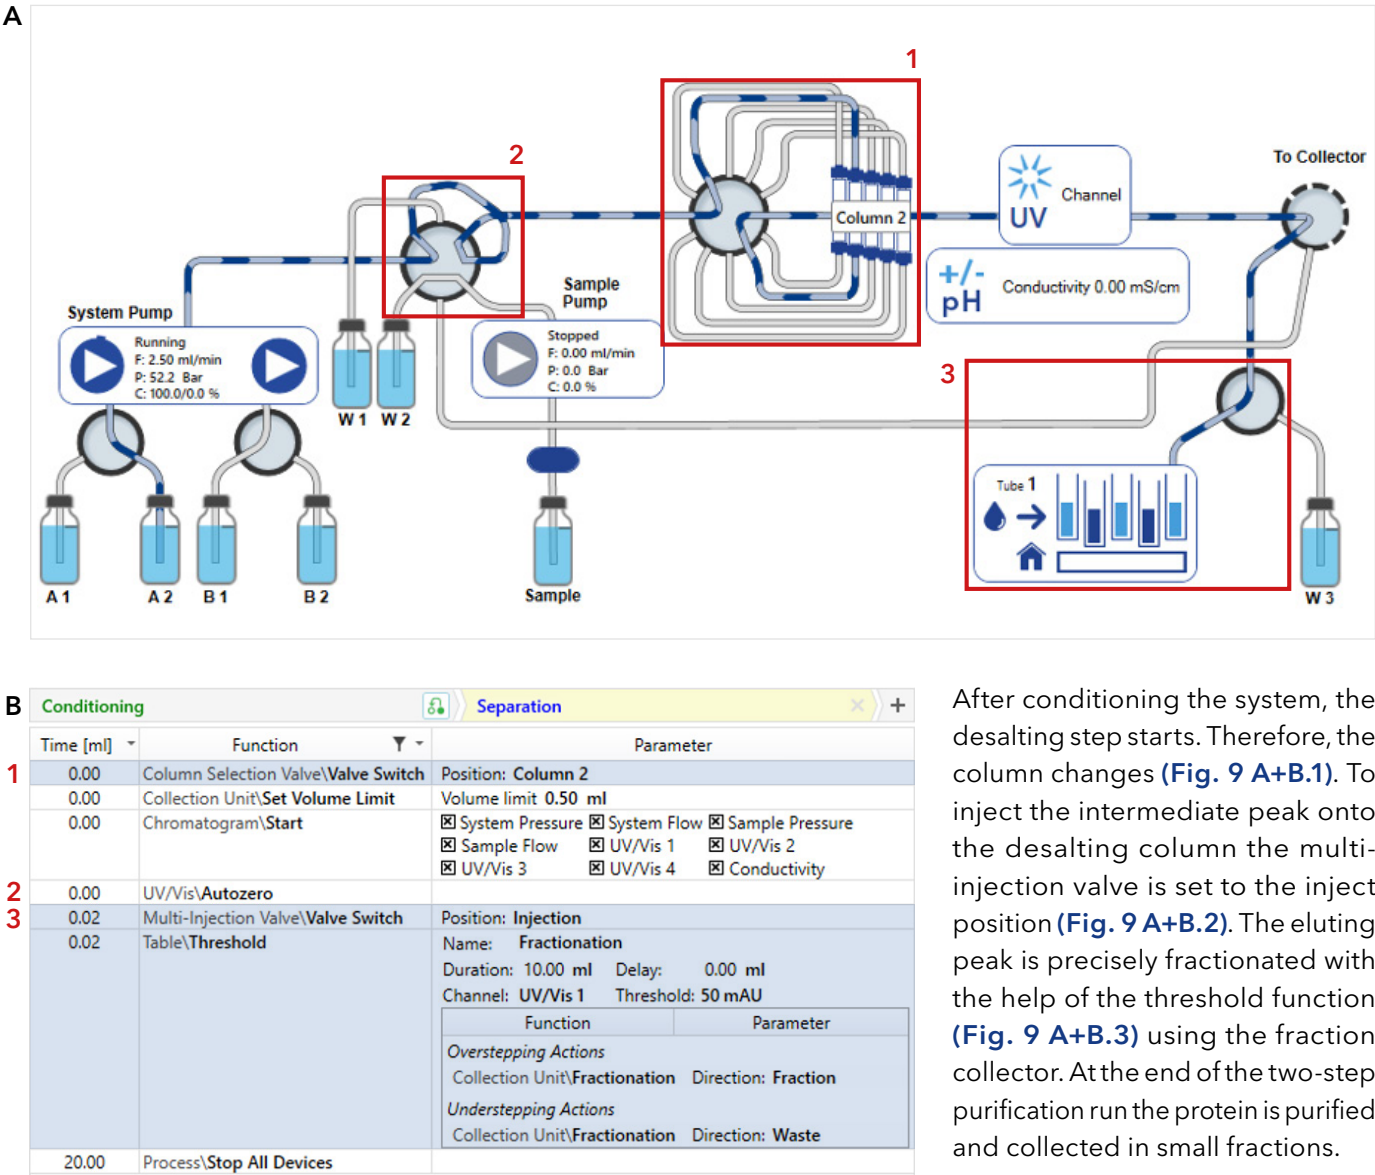 A
1
2
To Collector
UV
Channel
Column 2
+/-
pH
Conductivity 0.00 mS/cm
System Pump
Running
F: 2.50 ml/min
P: 52.2 Bar
C: 100.0/0.0 %
Sample
Pump
Stopped
F: 0.00 ml/min
P: 0.0 Bar
C: 0.0 %
W 1
W 2
3
Tube 1
A 1
A 2
B 1
B 2
Sample
W 3
B
Conditioning
Separation
Time [ml]
Function
Parameter
1
0.00 Column Selection Valve\Valve Switch Position: Column 2
0.00 Collection Unit\Set Volume Limit Volume limit 0.50 ml
0.00 Chromatogram\Start System Pressure System Flow Sample Pressure
Sample Flow UV/Vis 1 UV/Vis 2
UV/Vis 3 UV/Vis 4 Conductivity
2
0.00 UV/Vis\Autozero
3
0.02 Multi-Injection Valve\Valve Switch Position: Injection
0.02 Table\Threshold Name: Fractionation
Duration: 10.00 ml Delay: 0.00 ml
Channel: UV/Vis 1 Threshold: 50 mAU
Function Parameter
Overstepping Actions
Collection Unit\Fractionation Direction: Fraction
Understepping Actions
Collection Unit\Fractionation Direction: Waste
20.00 Process\Stop All Devices
After conditioning the system, the
desalting step starts. Therefore, the
column changes (Fig. 9 A+B.1). To
inject the intermediate peak onto
the desalting column the multi-
injection valve is set to the inject
position (Fig. 9 A+B.2). The eluting
peak is precisely fractionated with
the help of the threshold function
(Fig. 9 A+B.3) using the fraction
collector. At the end of the two-step
purification run the protein is purified
and collected in small fractions.